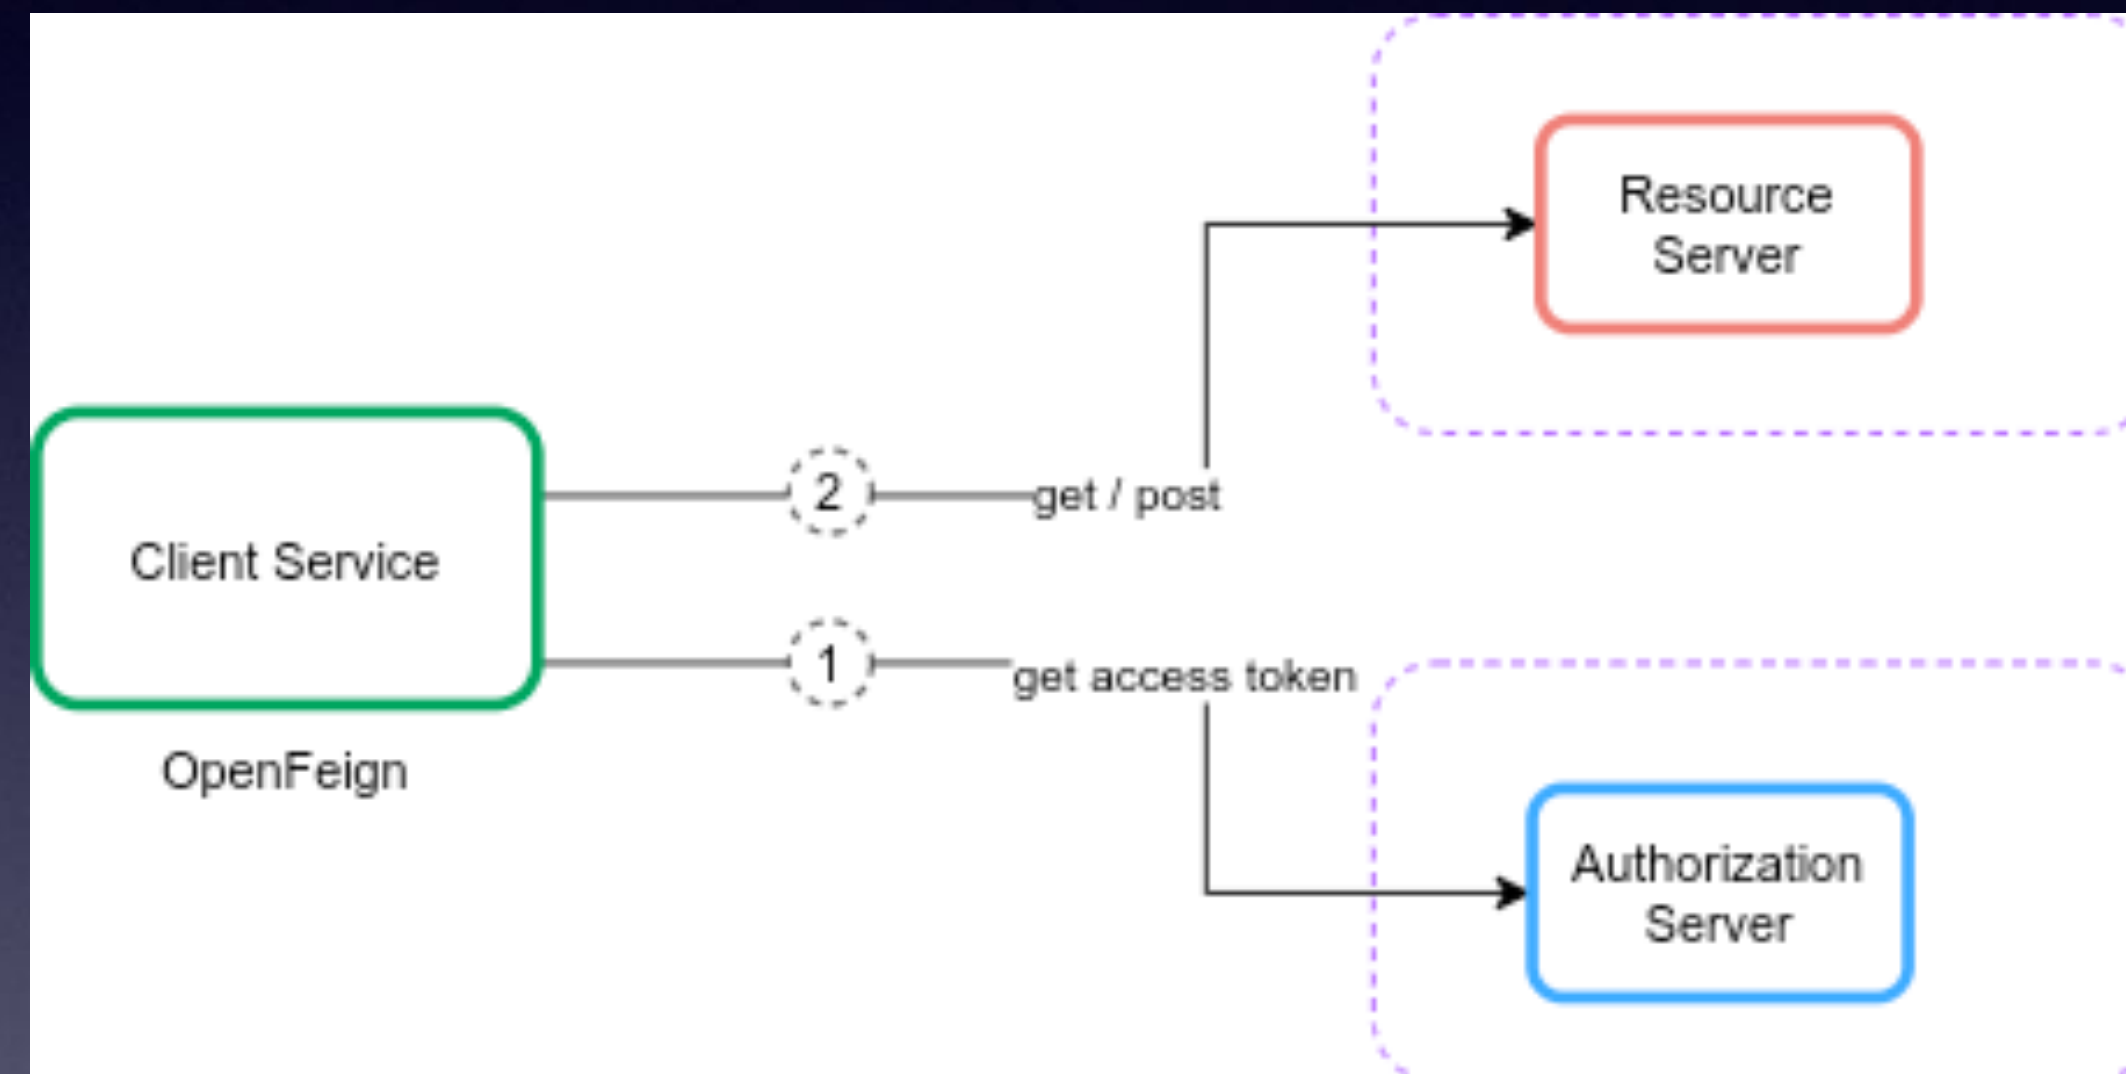 Resource
Server
2
get / post
Client Service
1
get access token
OpenFeign
Authorization
Server